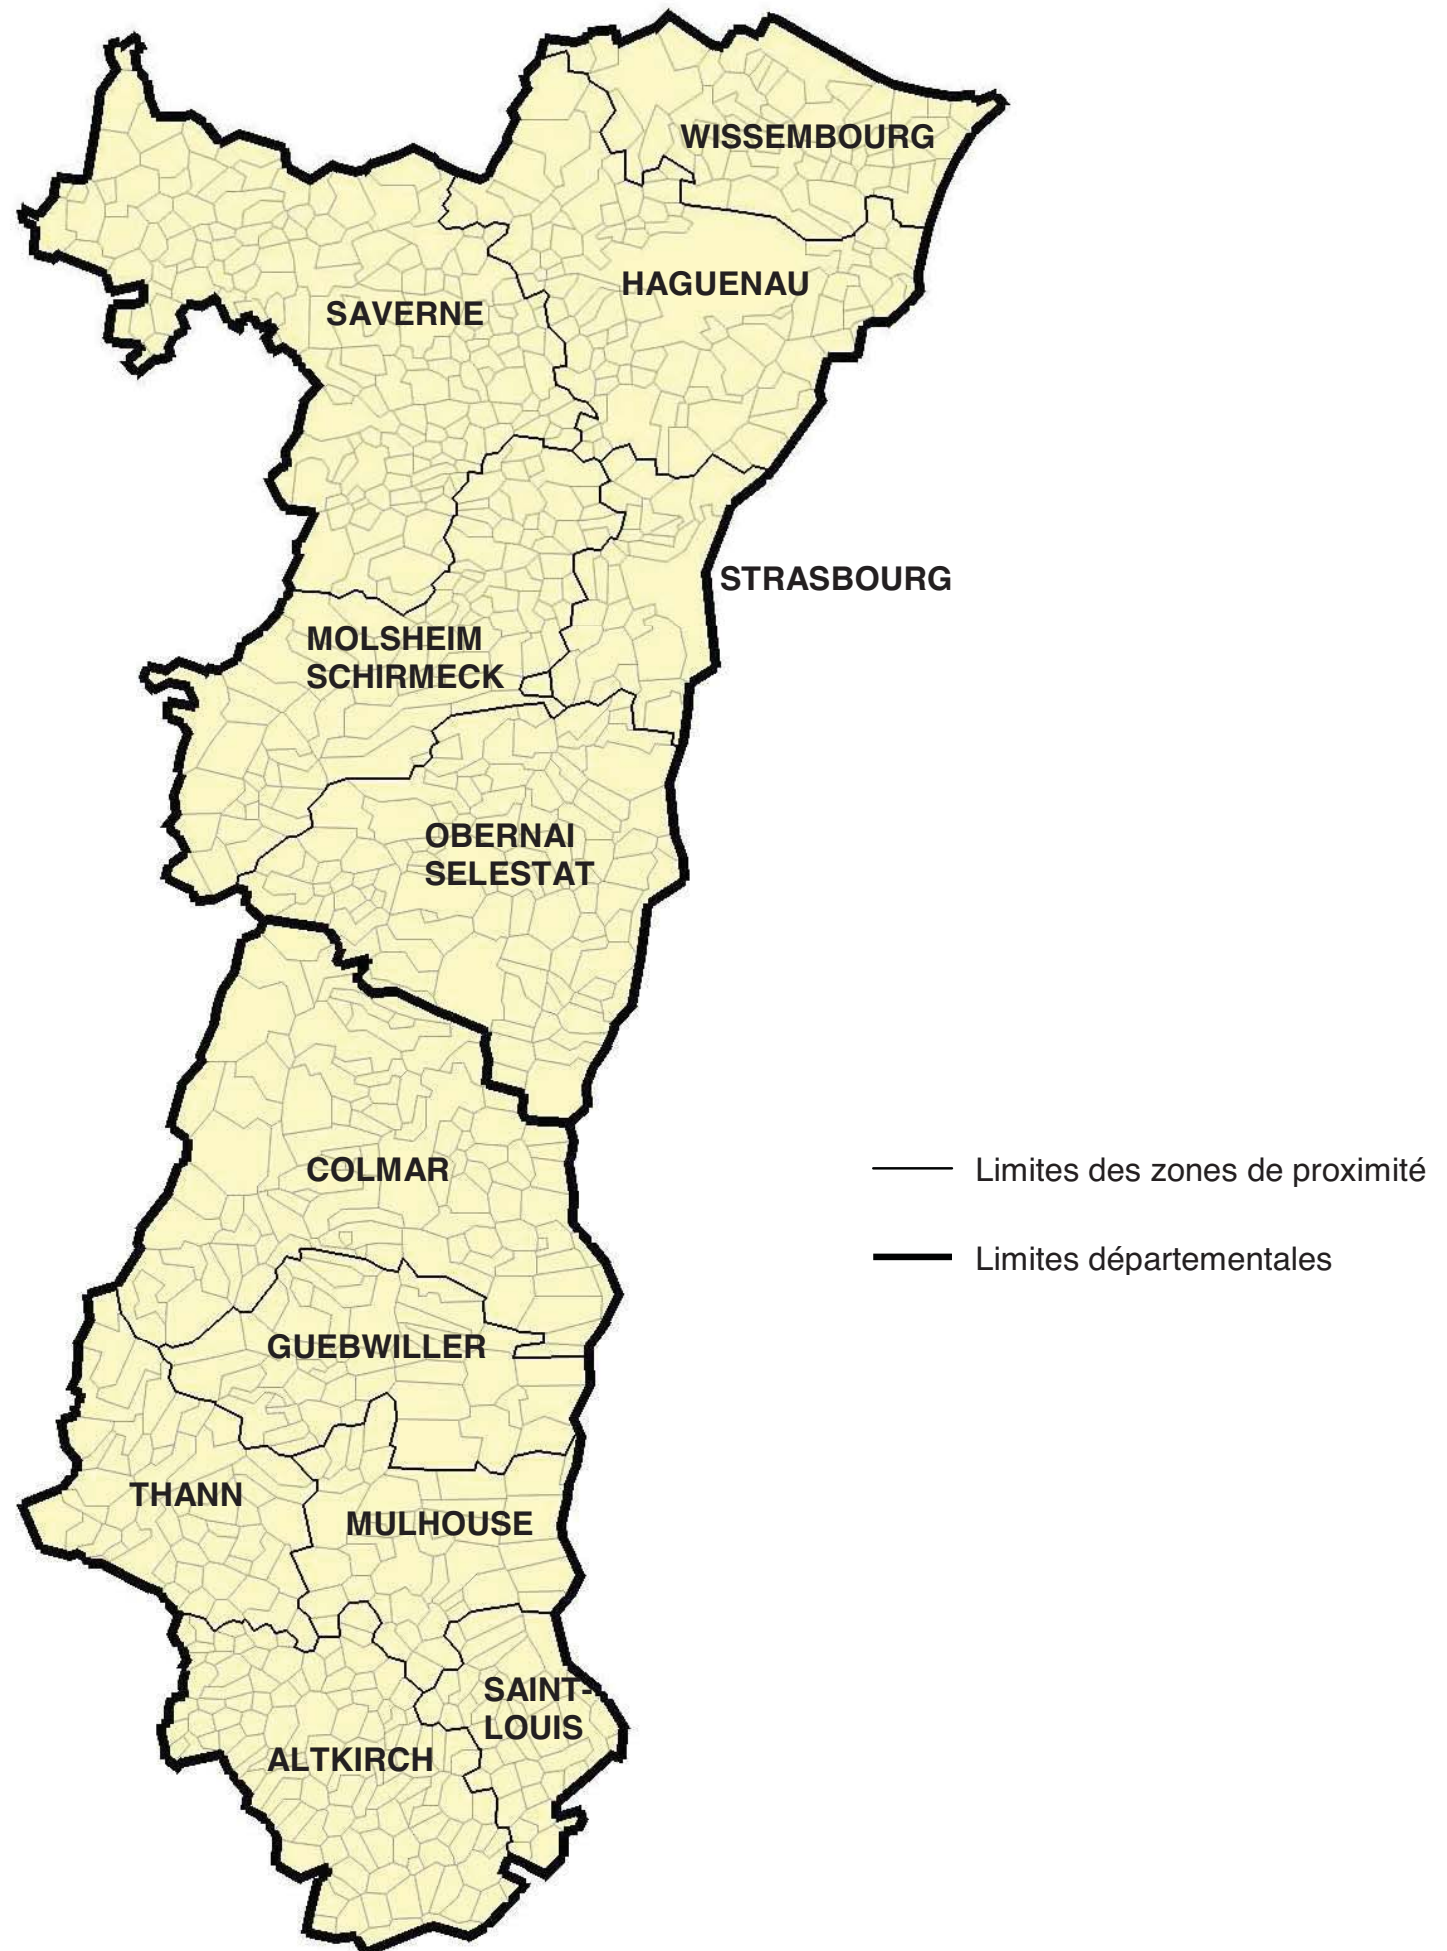 WISSEMBOURG
HAGUENAU
SAVERNE
STRASBOURG
MOLSHEIM
SCHIRMECK
OBERNAI
SELESTAT
COLMAR
Limites des zones de proximité
Limites départementales
GUEBWILLER
THANN
MULHOUSE
SAINT-
LOUIS
ALTKIRCH